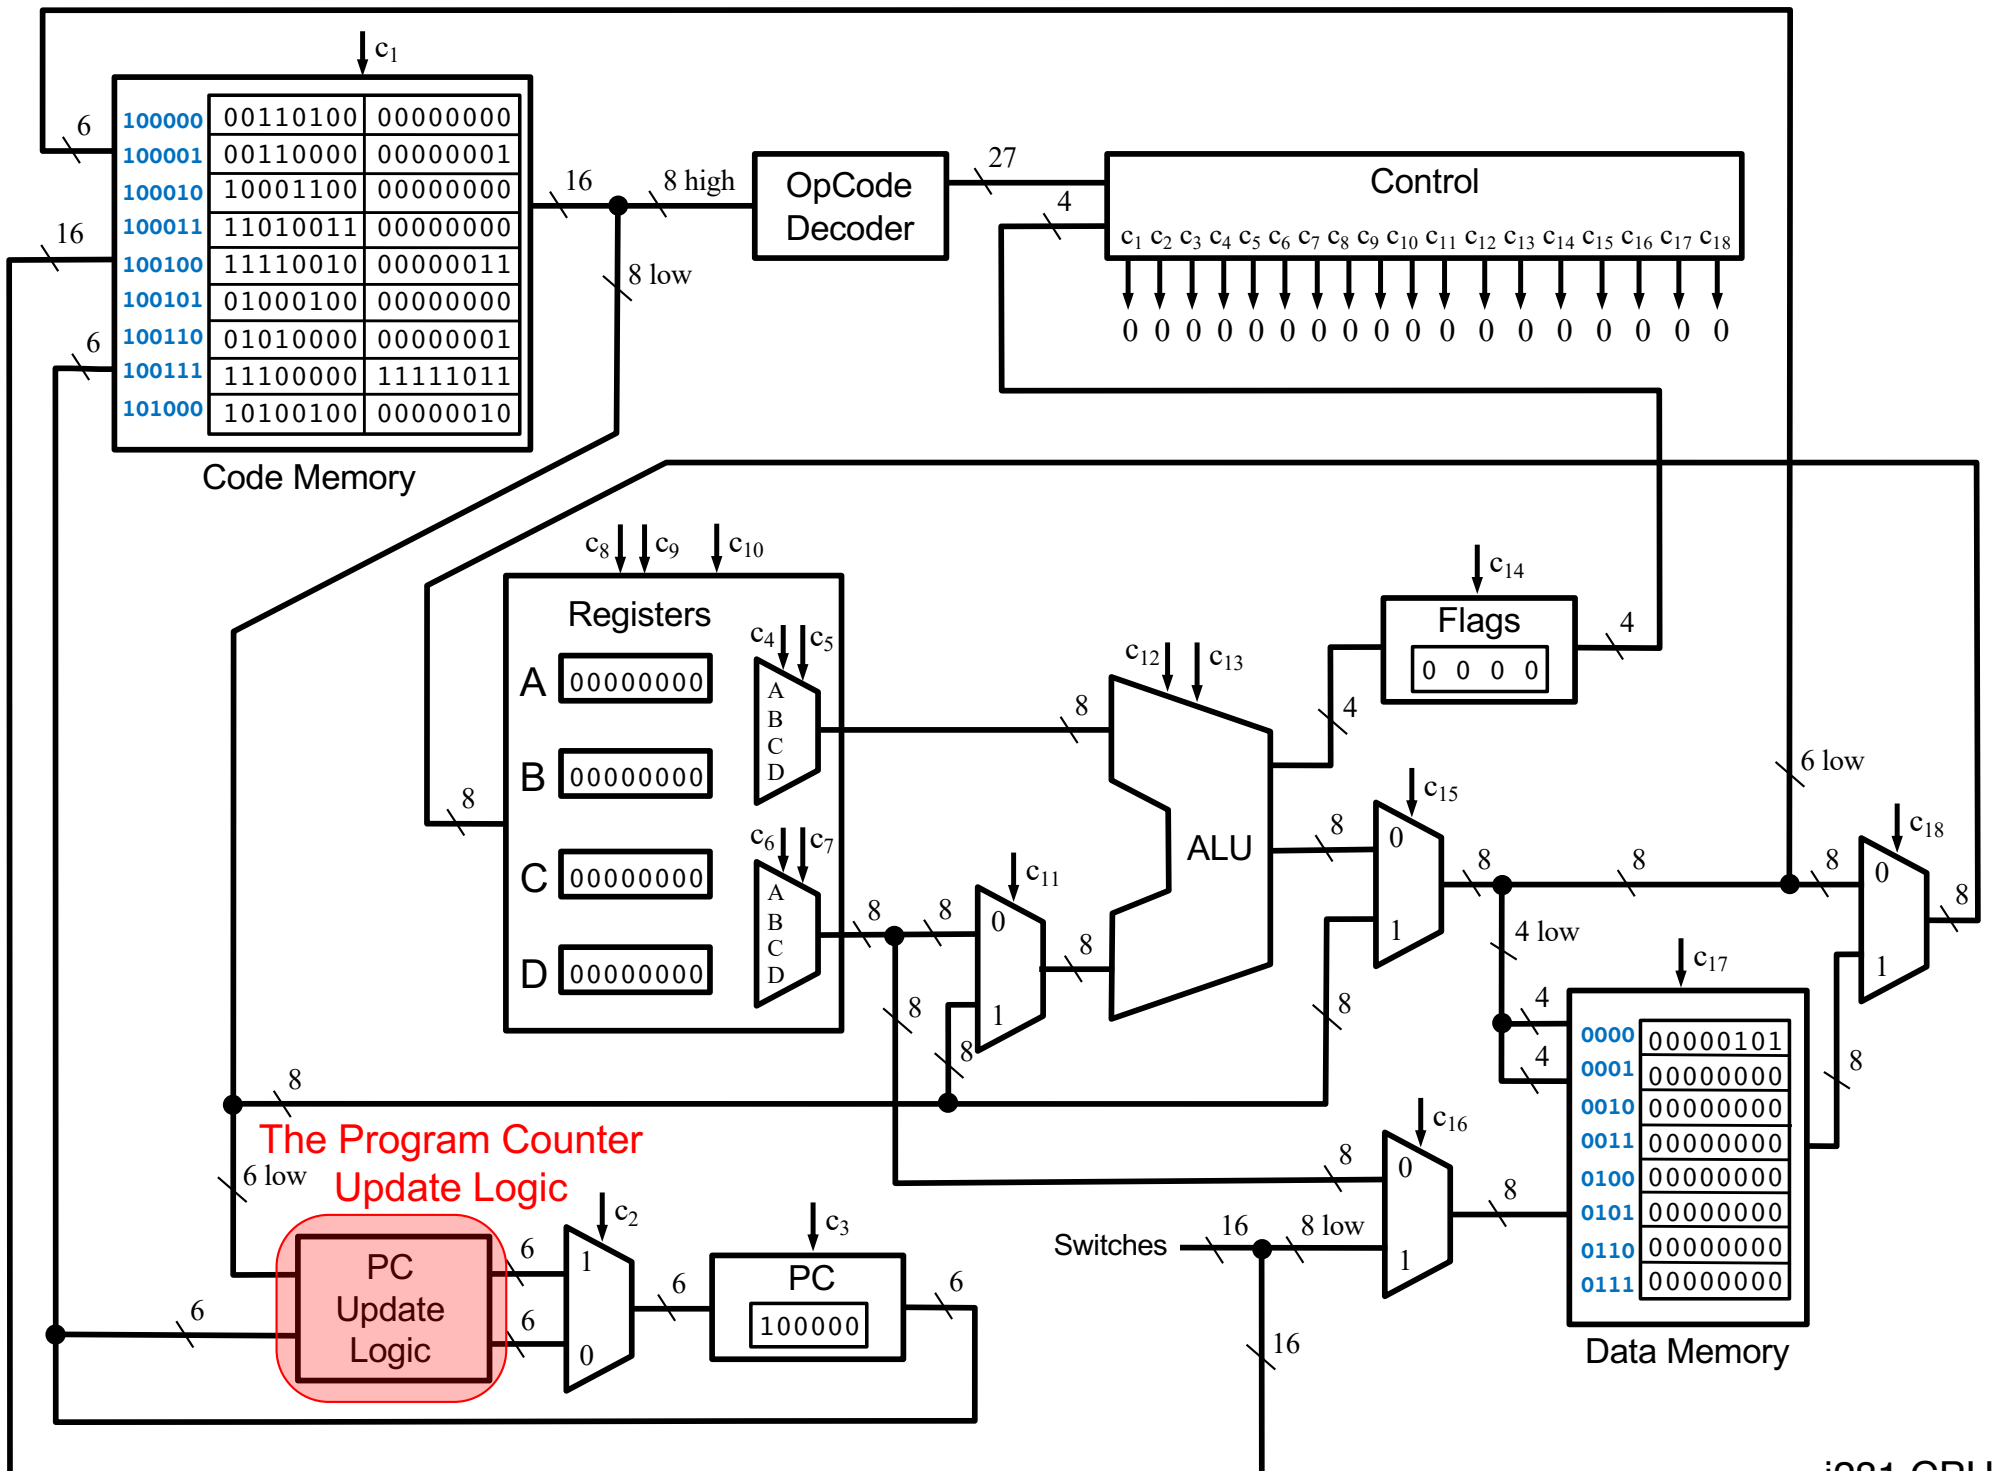 c1
6
100000 00110100 00000000
100001 00110000 00000001
100010 10001100 00000000
100011 11010011 00000000
100100 11110010 00000011
100101 01000100 00000000
100110 01010000 00000001
100111 11100000 11111011
101000 10100100 00000010
16
6
Code Memory
16
8 high
8 low
OpCode
Decoder
27
4
Control
c1 c2 c3 c4 c5 c6 c7 c8 c9 c10 c11 c12 c13 c14 c15 c16 c17 c18
0 0 0 0 0 0 0 0 0 0 0 0 0 0 0 0 0 0
c8 c9 c10
Registers
A 00000000
B 00000000
C 00000000
D 00000000
8
c4 c5
A
B
C
D
c6 c7
A
B
C
D
8
8
8
8
c11
0
1
8
8
c12 c13
ALU
c14
Flags
0 0 0 0
4
4
8
c15
0
1
8
8
8
6 low
8
c18
0
1
8
4 low
4
4
c17
0000 00000101
0001 00000000
0010 00000000
0011 00000000
0100 00000000
0101 00000000
0110 00000000
0111 00000000
Data Memory
8
8
The Program Counter
Update Logic
6 low
PC
Update
Logic
6
6
6
c2
1
0
6
c3
PC
100000
6
Switches
16
8 low
16
8
c16
0
1
8